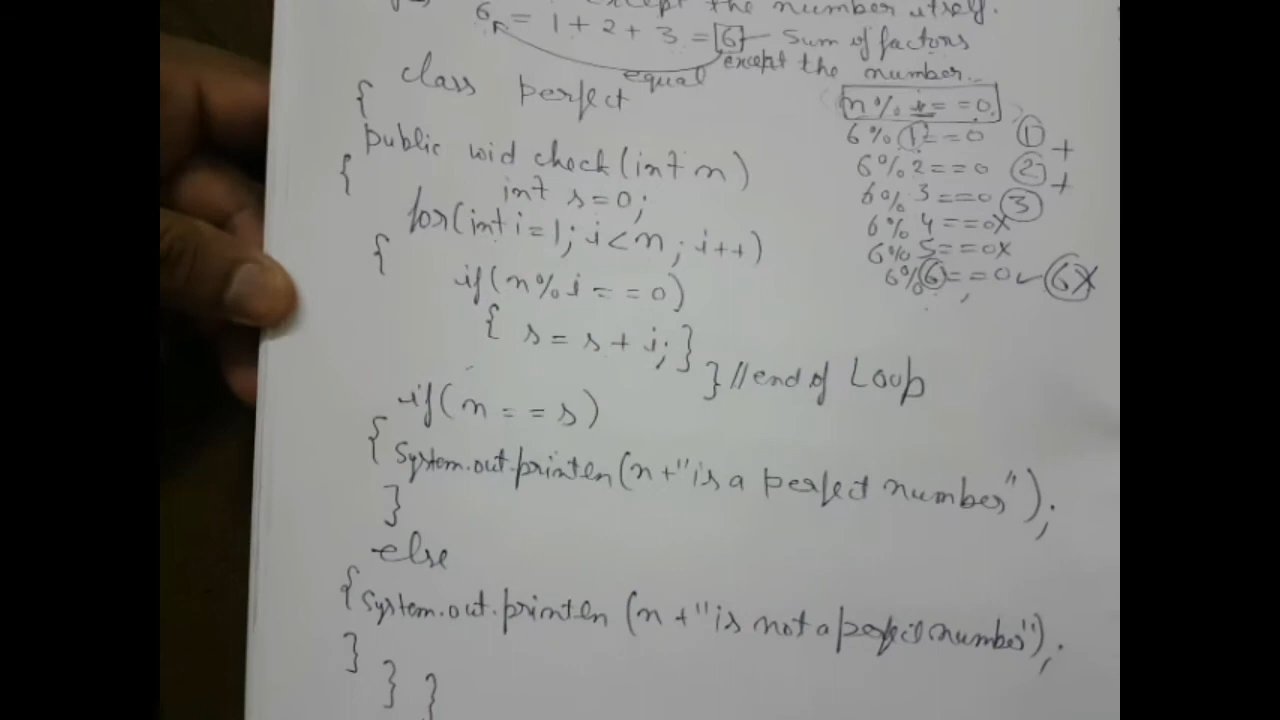 except the number itself.
6 = 1 + 2 + 3 = 6 — Sum of factors
except the number.
equal
class perfect
{
public void check(int n)
{
int s=0;
for(int i=1; i<n; i++)
{
if(n%i==0)
{ s = s + i; }
} //end of Loop
if(n==s)
{
System.out.println(n+"is a perfect number");
}
else
{System.out.println(n+"is not a perfect number");
}
} }
n%i==0
6%1==0 1 +
6%2==0 2 +
6%3==0 3
6%4==0X
6%5==0X
6%6==0✓ 6X